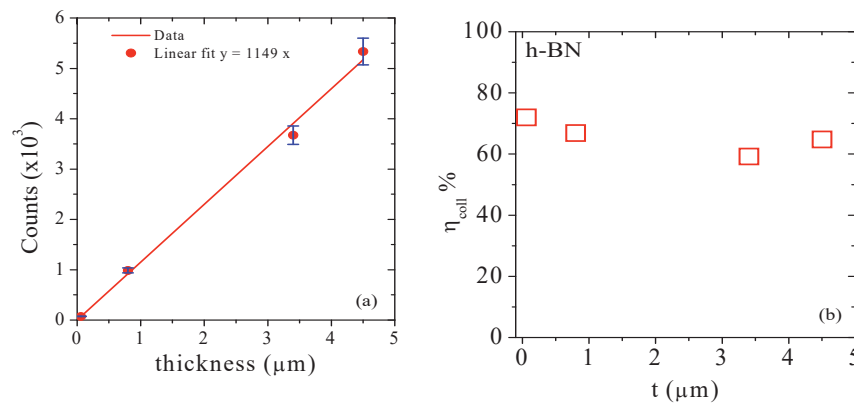 6
5
4
3
2
1
0
Counts (x10³)
Data
Linear fit y = 1149 x
(a)
0 1 2 3 4 5
thickness (μm)
100
80
60
40
20
0
η_coll %
h-BN
(b)
0 1 2 3 4 5
t (μm)